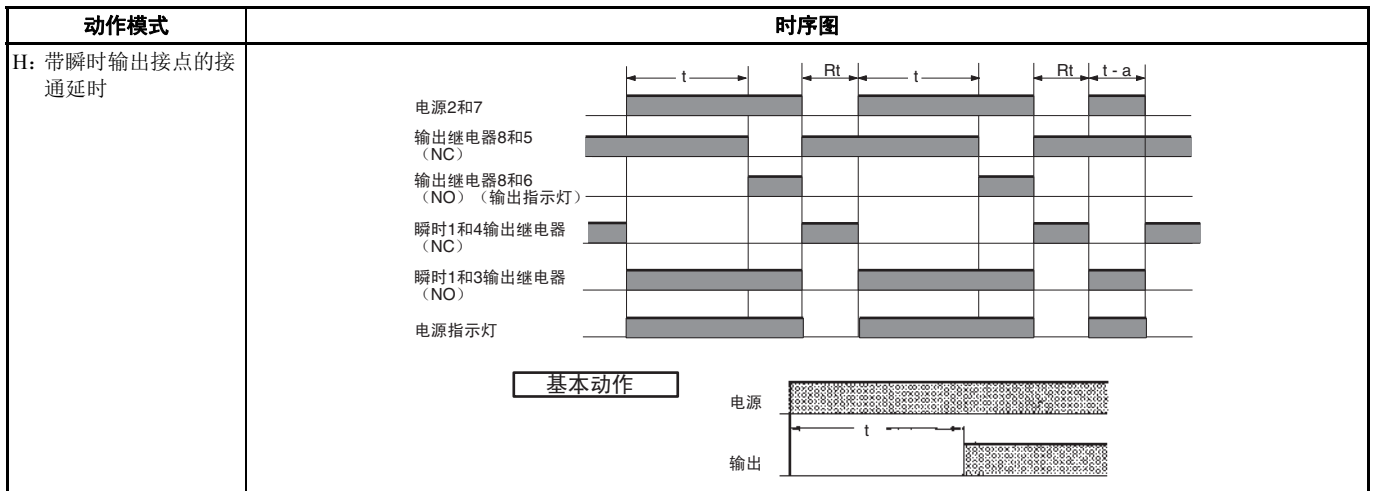 动作模式
时序图
H: 带瞬时输出接点的接
通延时
t
Rt
t
Rt
t - a
电源2和7
输出继电器8和5
（NC）
输出继电器8和6
（NO）（输出指示灯）
瞬时1和4输出继电器
（NC）
瞬时1和3输出继电器
（NO）
电源指示灯
基本动作
电源
t
输出